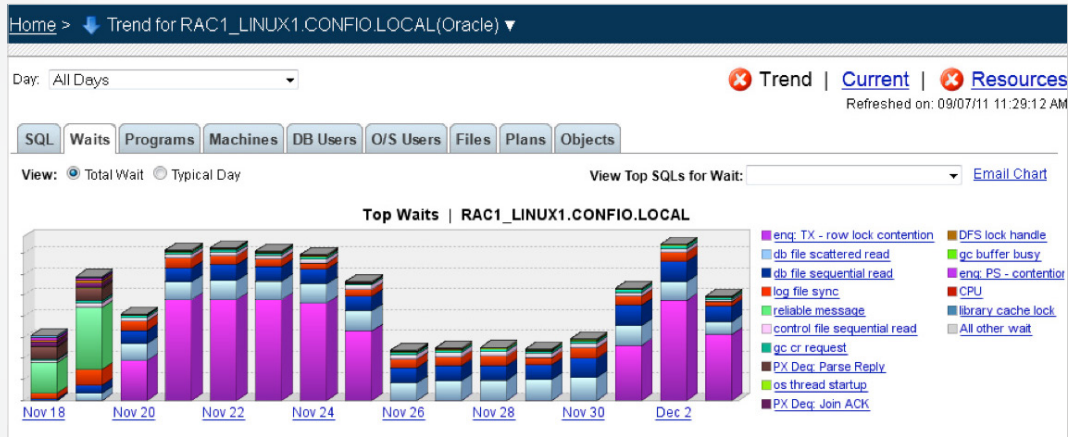 Home > Trend for RAC1_LINUX1.CONFIO.LOCAL(Oracle) ▼
Day: All Days
Trend | Current | Resources
Refreshed on: 09/07/11 11:29:12 AM
SQL Waits Programs Machines DB Users O/S Users Files Plans Objects
View: Total Wait Typical Day
View Top SQLs for Wait: Email Chart
Top Waits | RAC1_LINUX1.CONFIO.LOCAL
enq: TX - row lock contention
db file scattered read
db file sequential read
log file sync
reliable message
control file sequential read
gc cr request
PX Deq: Parse Reply
os thread startup
PX Deq: Join ACK
DFS lock handle
gc buffer busy
enq: PS - contention
CPU
library cache lock
All other wait
Nov 18 Nov 20 Nov 22 Nov 24 Nov 26 Nov 28 Nov 30 Dec 2